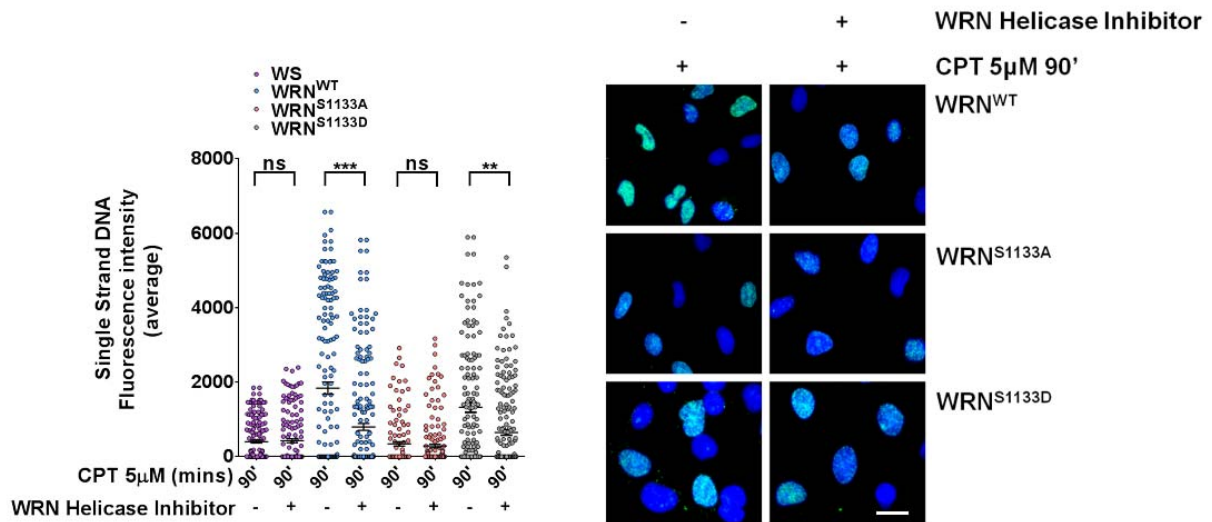 WS
WRN^WT
WRN^S1133A
WRN^S1133D
Single Strand DNA
Fluorescence intensity
(average)
8000
6000
4000
2000
0
ns
***
ns
**
90' 90' 90' 90' 90' 90' 90' 90'
CPT 5µM (mins)
WRN Helicase Inhibitor - + - + - + - +
- + WRN Helicase Inhibitor
+ + CPT 5µM 90'
WRN^WT
WRN^S1133A
WRN^S1133D